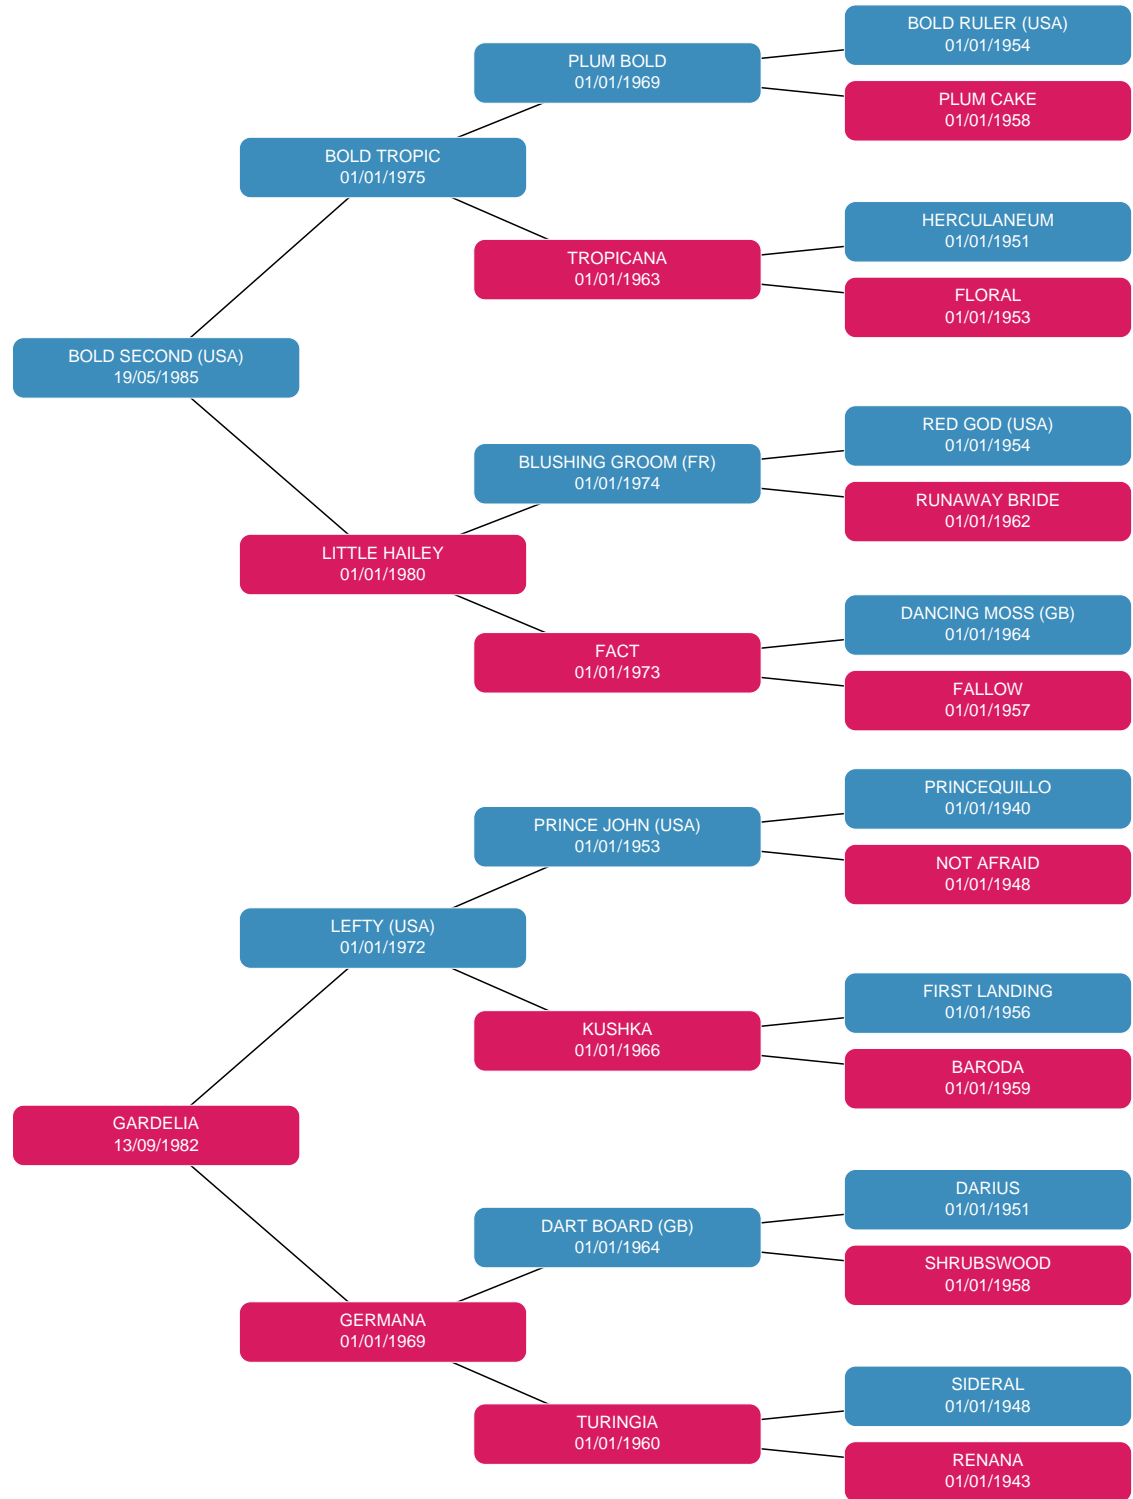 BOLD RULER (USA)
01/01/1954
PLUM BOLD
01/01/1969
PLUM CAKE
01/01/1958
BOLD TROPIC
01/01/1975
HERCULANEUM
01/01/1951
TROPICANA
01/01/1963
FLORAL
01/01/1953
BOLD SECOND (USA)
19/05/1985
RED GOD (USA)
01/01/1954
BLUSHING GROOM (FR)
01/01/1974
RUNAWAY BRIDE
01/01/1962
LITTLE HAILEY
01/01/1980
DANCING MOSS (GB)
01/01/1964
FACT
01/01/1973
FALLOW
01/01/1957
PRINCEQUILLO
01/01/1940
PRINCE JOHN (USA)
01/01/1953
NOT AFRAID
01/01/1948
LEFTY (USA)
01/01/1972
FIRST LANDING
01/01/1956
KUSHKA
01/01/1966
BARODA
01/01/1959
GARDELIA
13/09/1982
DARIUS
01/01/1951
DART BOARD (GB)
01/01/1964
SHRUBSWOOD
01/01/1958
GERMANA
01/01/1969
SIDERAL
01/01/1948
TURINGIA
01/01/1960
RENANA
01/01/1943